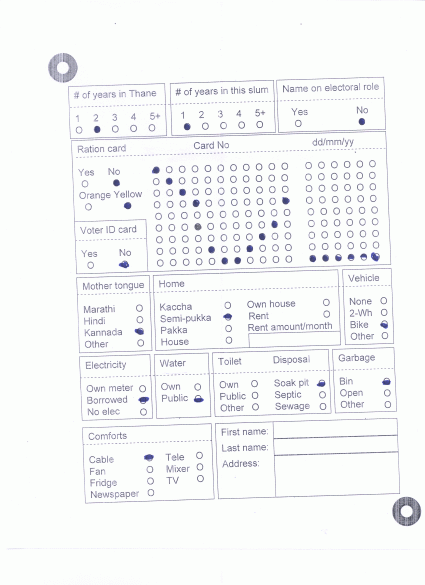 # of years in Thane
1 2 3 4 5+
# of years in this slum
1 2 3 4 5+
Name on electoral role
Yes No
Ration card Card No dd/mm/yy
Yes No
Orange Yellow
Voter ID card
Yes No
Mother tongue
Marathi
Hindi
Kannada
Other
Home
Kaccha
Semi-pukka
Pakka
House
Own house
Rent
Rent amount/month
Vehicle
None
2-Wh
Bike
Other
Electricity
Own meter
Borrowed
No elec
Water
Own
Public
Toilet
Own
Public
Other
Disposal
Soak pit
Septic
Sewage
Garbage
Bin
Open
Other
Comforts
Cable
Fan
Fridge
Newspaper
Tele
Mixer
TV
First name:
Last name:
Address: